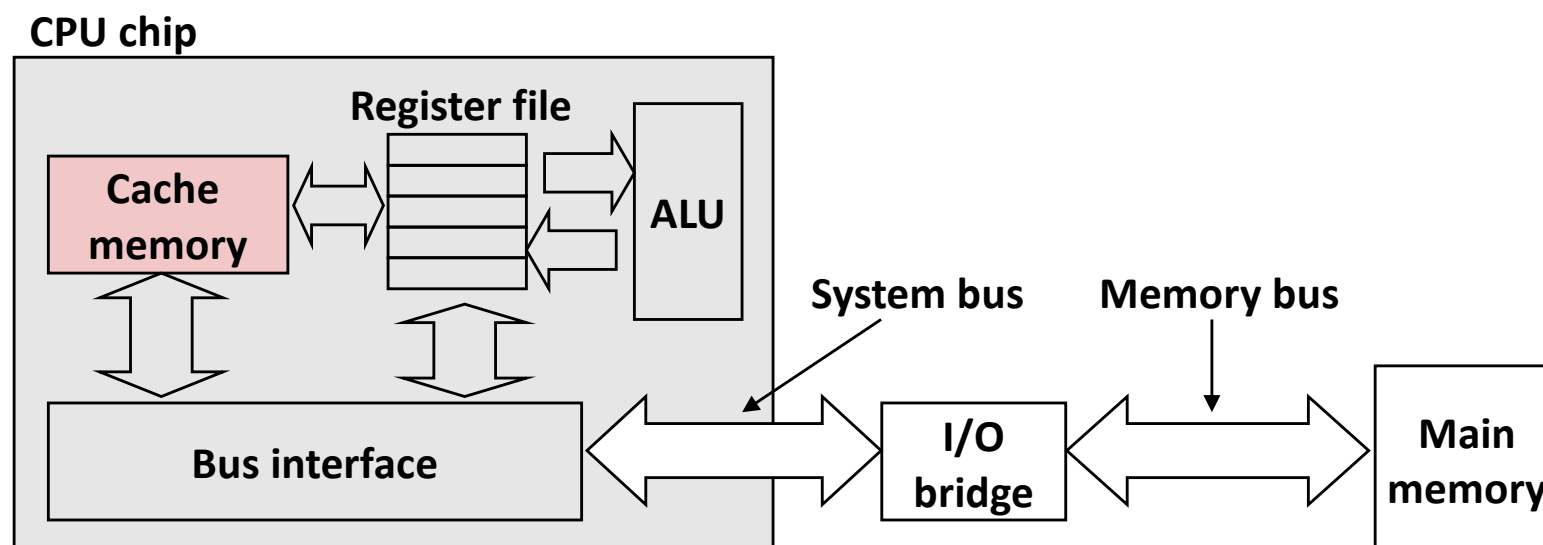 CPU chip
Register file
Cache
memory
ALU
System bus
Memory bus
Bus interface
I/O
bridge
Main
memory